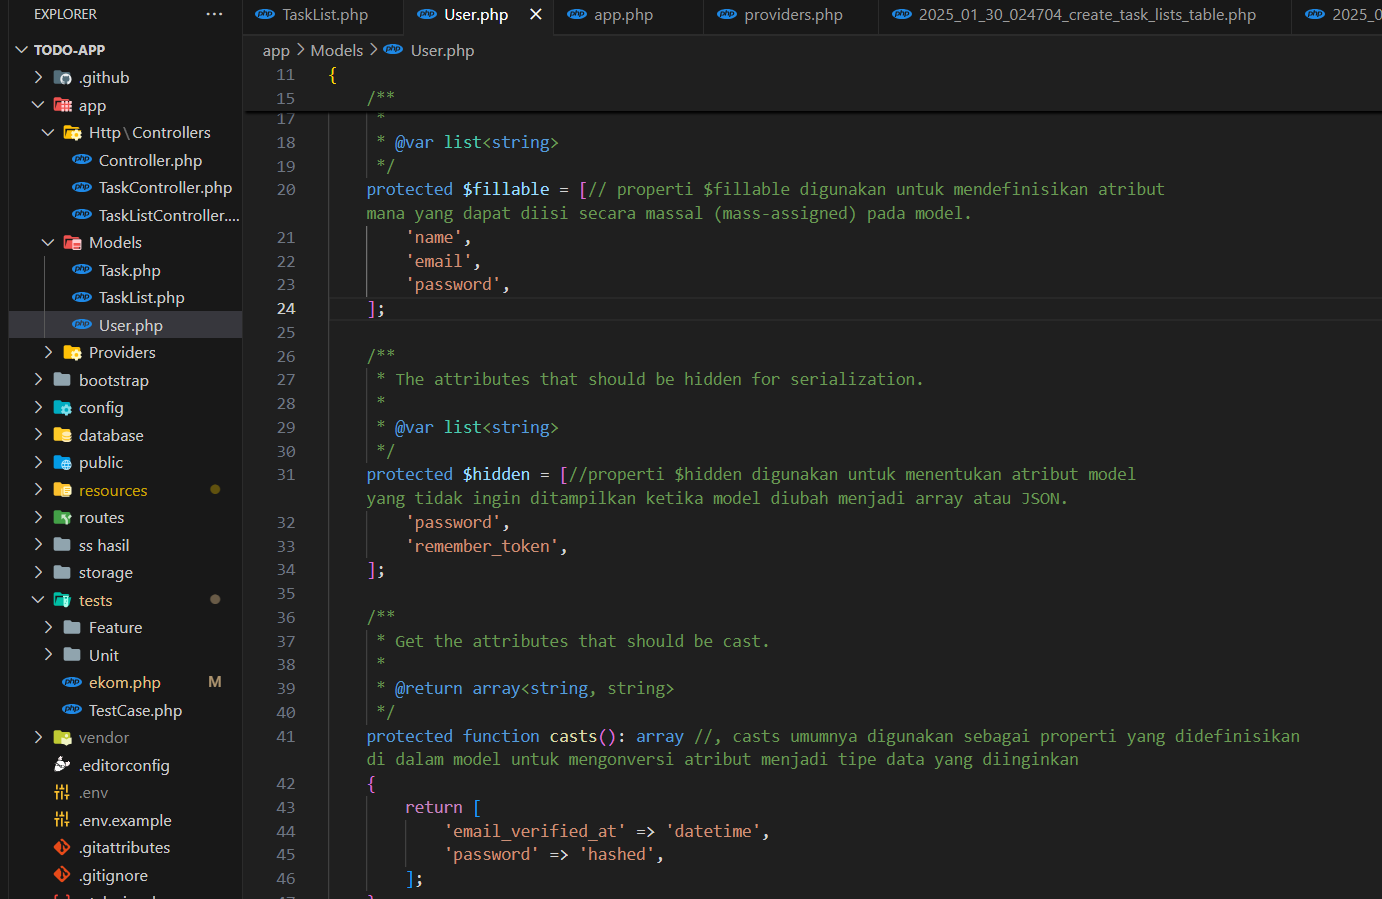 EXPLORER
TaskList.php
User.php
app.php
providers.php
2025_01_30_024704_create_task_lists_table.php
TODO-APP
.github
app
Http\Controllers
Controller.php
TaskController.php
TaskListController....
Models
Task.php
TaskList.php
User.php
Providers
bootstrap
config
database
public
resources
routes
ss hasil
storage
tests
Feature
Unit
ekom.php M
TestCase.php
vendor
.editorconfig
.env
.env.example
.gitattributes
.gitignore
app > Models > User.php
11 {
15 /**
17 *
18 * @var list<string>
19 */
20 protected $fillable = [// properti $fillable digunakan untuk mendefinisikan atribut
mana yang dapat diisi secara massal (mass-assigned) pada model.
21 'name',
22 'email',
23 'password',
24 ];
25
26 /**
27 * The attributes that should be hidden for serialization.
28 *
29 * @var list<string>
30 */
31 protected $hidden = [//properti $hidden digunakan untuk menentukan atribut model
yang tidak ingin ditampilkan ketika model diubah menjadi array atau JSON.
32 'password',
33 'remember_token',
34 ];
35
36 /**
37 * Get the attributes that should be cast.
38 *
39 * @return array<string, string>
40 */
41 protected function casts(): array //, casts umumnya digunakan sebagai properti yang didefinisikan
di dalam model untuk mengonversi atribut menjadi tipe data yang diinginkan
42 {
43 return [
44 'email_verified_at' => 'datetime',
45 'password' => 'hashed',
46 ];